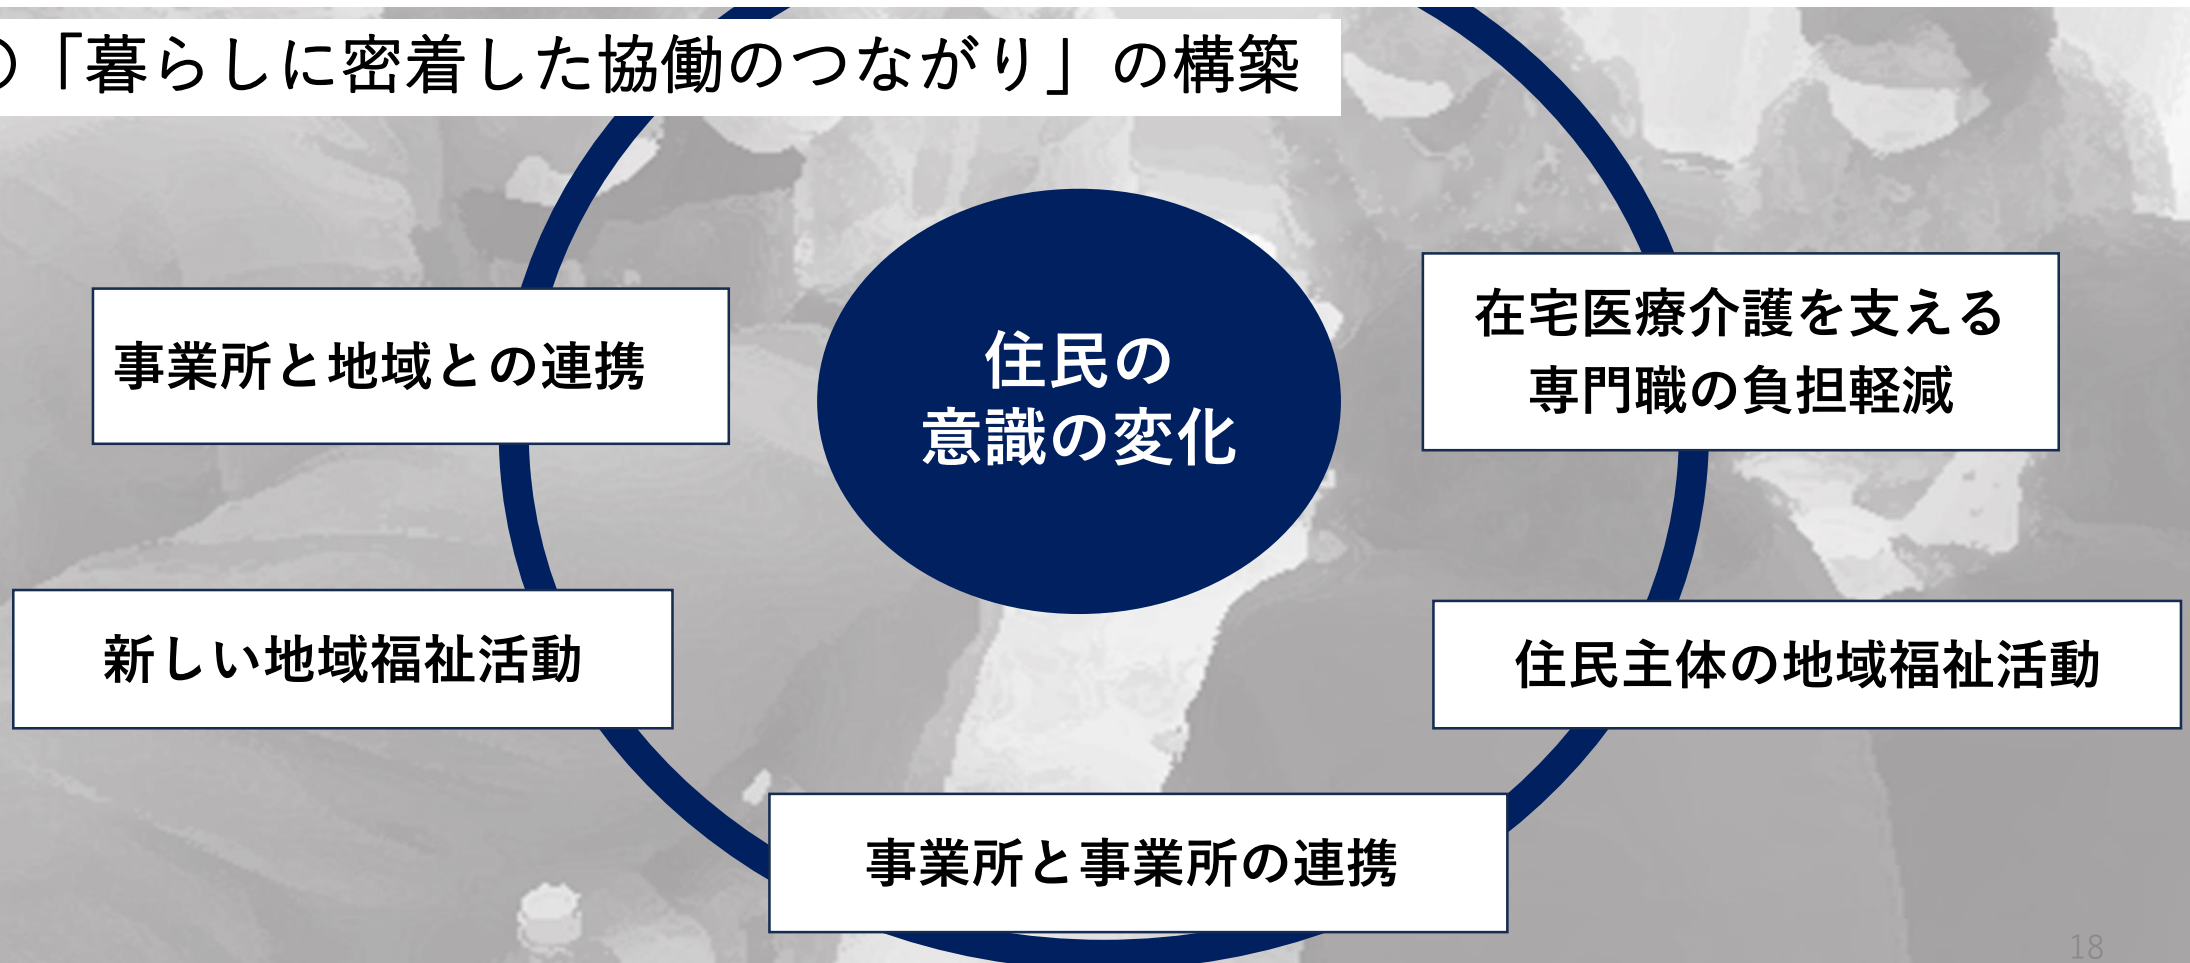 の「暮らしに密着した協働のつながり」の構築
住民の
意識の変化
在宅医療介護を支える
専門職の負担軽減
事業所と地域との連携
新しい地域福祉活動
住民主体の地域福祉活動
事業所と事業所の連携
18